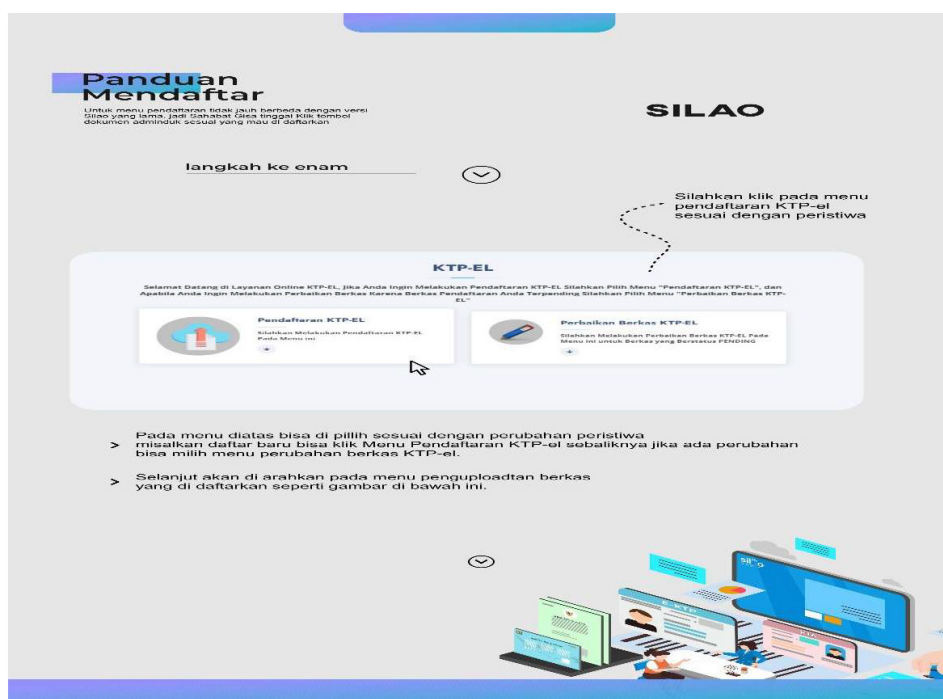 Panduan
Mendaftar
Untuk menu pendaftaran tidak jauh berbeda dengan versi
Silao yang lama, jadi Sahabat Gisa tinggal Klik tombol
dokumen adminduk sesuai yang mau di daftarkan
SILAO
langkah ke enam
Silahkan klik pada menu
pendaftaran KTP-el
sesuai dengan peristiwa
KTP-EL
Selamat Datang di Layanan Online KTP-EL, Jika Anda Ingin Melakukan Pendaftaran KTP-EL Silahkan Pilih Menu "Pendaftaran KTP-EL", dan
Apabila Anda Ingin Melakukan Perbaikan Berkas Karena Berkas Pendaftaran Anda Terpending Silahkan Pilih Menu "Perbaikan Berkas KTP-
EL"
Pendaftaran KTP-EL
Silahkan Melakukan Pendaftaran KTP-EL
Pada Menu ini
Perbaikan Berkas KTP-EL
Silahkan Melakukan Perbaikan Berkas KTP-EL Pada
Menu ini untuk Berkas yang Berstatus PENDING
> Pada menu diatas bisa di pillih sesuai dengan perubahan peristiwa
misalkan daftar baru bisa klik Menu Pendaftaran KTP-el sebaliknya jika ada perubahan
bisa milih menu perubahan berkas KTP-el.
> Selanjut akan di arahkan pada menu penguploadtan berkas
yang di daftarkan seperti gambar di bawah ini.
silao
E-KTP